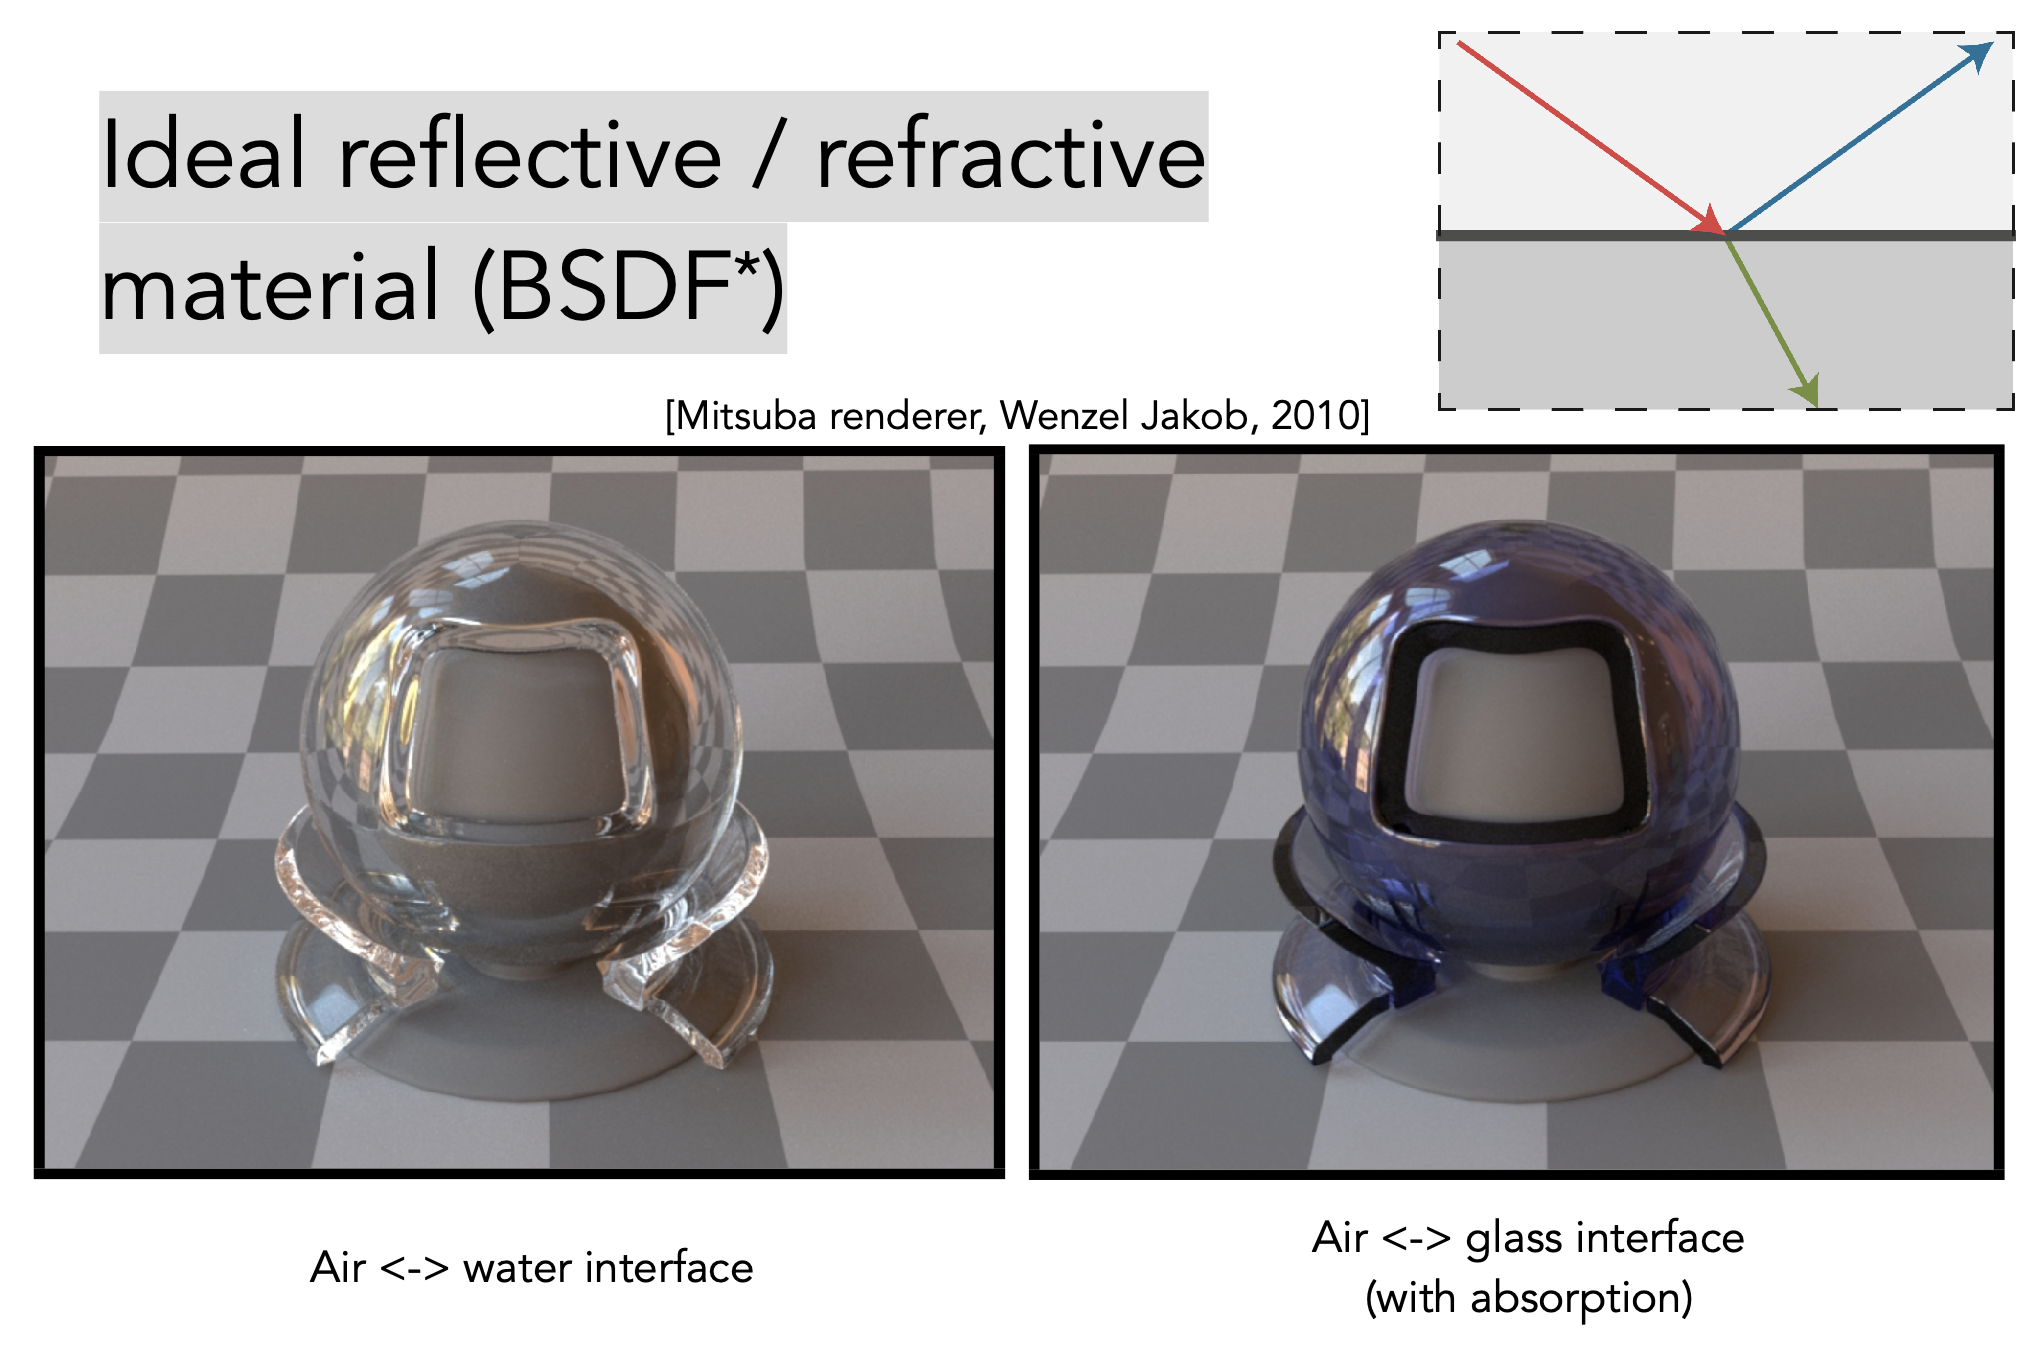 Ideal reflective / refractive
material (BSDF*)
[Mitsuba renderer, Wenzel Jakob, 2010]
Air <-> water interface
Air <-> glass interface
(with absorption)